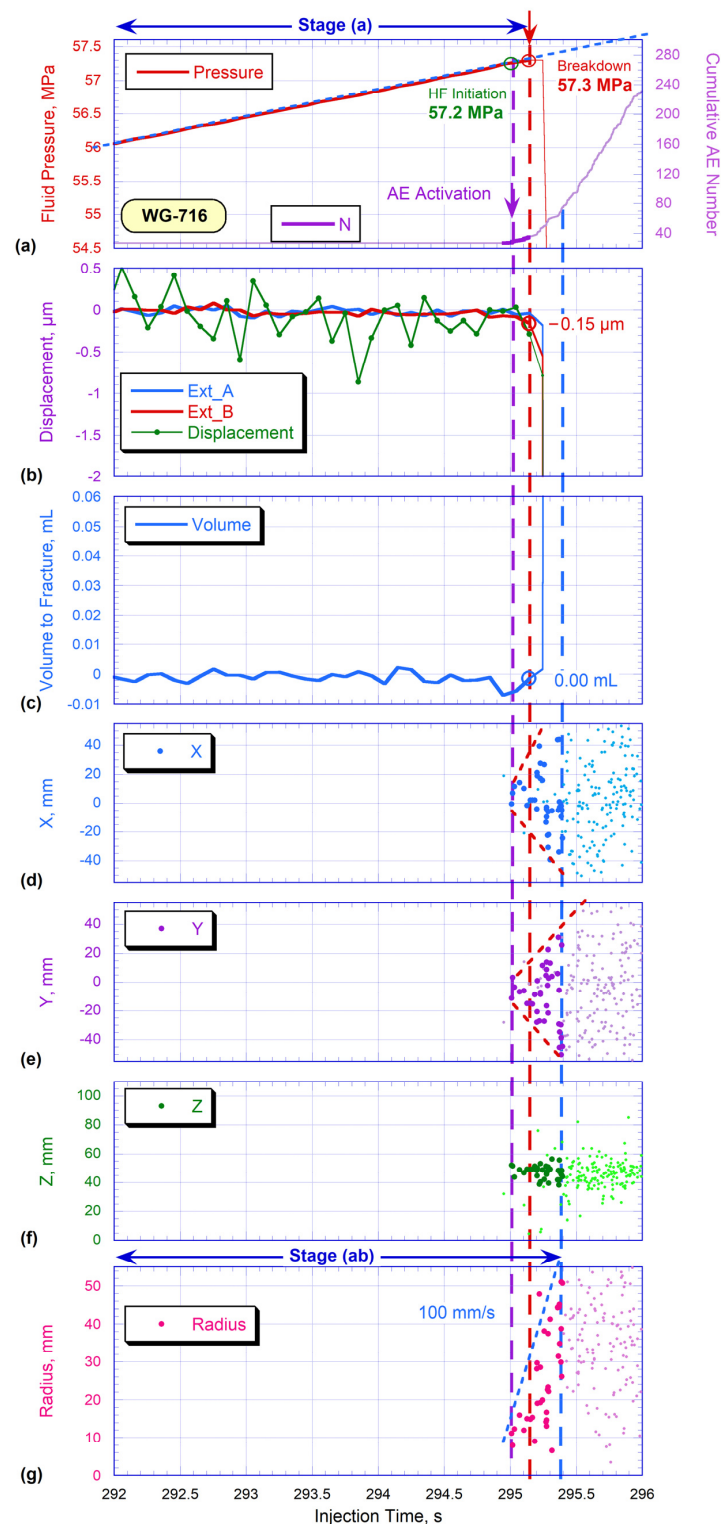 Stage (a)
57.5
57
56.5
56
55.5
55
54.5
Fluid Pressure, MPa
Pressure
HF Initiation
57.2 MPa
Breakdown
57.3 MPa
AE Activation
WG-716
N
280
240
200
160
120
80
40
Cumulative AE Number
(a)
0.5
0
-0.5
-1
-1.5
-2
Displacement, µm
−0.15 µm
Ext_A
Ext_B
Displacement
(b)
0.06
0.05
0.04
0.03
0.02
0.01
0
-0.01
Volume to Fracture, mL
Volume
0.00 mL
(c)
40
20
0
-20
-40
X, mm
X
(d)
40
20
0
-20
-40
Y, mm
Y
(e)
100
80
60
40
20
0
Z, mm
Z
(f)
Stage (ab)
50
40
30
20
10
0
Radius, mm
Radius
100 mm/s
(g)
292 292.5 293 293.5 294 294.5 295 295.5 296
Injection Time, s